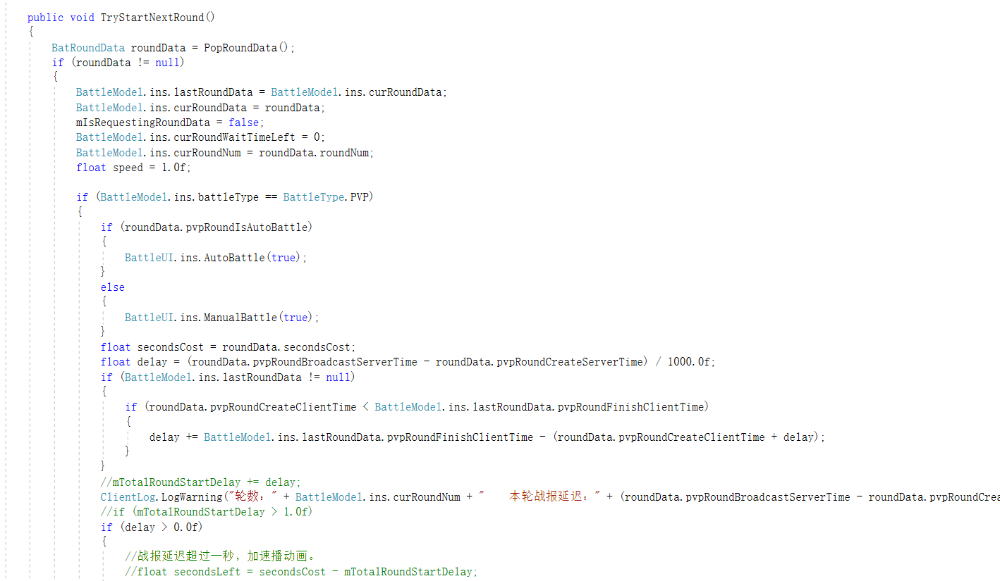 public void TryStartNextRound()
{
BatRoundData roundData = PopRoundData();
if (roundData != null)
{
BattleModel.ins.lastRoundData = BattleModel.ins.curRoundData;
BattleModel.ins.curRoundData = roundData;
mIsRequestingRoundData = false;
BattleModel.ins.curRoundWaitTimeLeft = 0;
BattleModel.ins.curRoundNum = roundData.roundNum;
float speed = 1.0f;
if (BattleModel.ins.battleType == BattleType.PVP)
{
if (roundData.pvpRoundIsAutoBattle)
{
BattleUI.ins.AutoBattle(true);
}
else
{
BattleUI.ins.ManualBattle(true);
}
float secondsCost = roundData.secondsCost;
float delay = (roundData.pvpRoundBroadcastServerTime - roundData.pvpRoundCreateServerTime) / 1000.0f;
if (BattleModel.ins.lastRoundData != null)
{
if (roundData.pvpRoundCreateClientTime < BattleModel.ins.lastRoundData.pvpRoundFinishClientTime)
{
delay += BattleModel.ins.lastRoundData.pvpRoundFinishClientTime - (roundData.pvpRoundCreateClientTime + delay);
}
}
//mTotalRoundStartDelay += delay;
ClientLog.LogWarning("轮数：" + BattleModel.ins.curRoundNum + "    本轮战报延迟：" + (roundData.pvpRoundBroadcastServerTime - roundData.pvpRoundCrea
//if (mTotalRoundStartDelay > 1.0f)
if (delay > 0.0f)
{
//战报延迟超过一秒，加速播动画。
//float secondsLeft = secondsCost - mTotalRoundStartDelay;